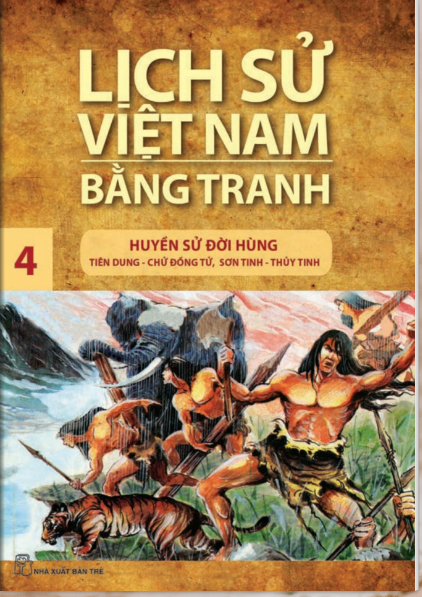 LỊCH SỬ
VIỆT NAM
BẰNG TRANH
4
HUYỀN SỬ ĐỜI HÙNG
TIÊN DUNG - CHỬ ĐỒNG TỬ, SƠN TINH - THỦY TINH
NHÀ XUẤT BẢN TRẺ